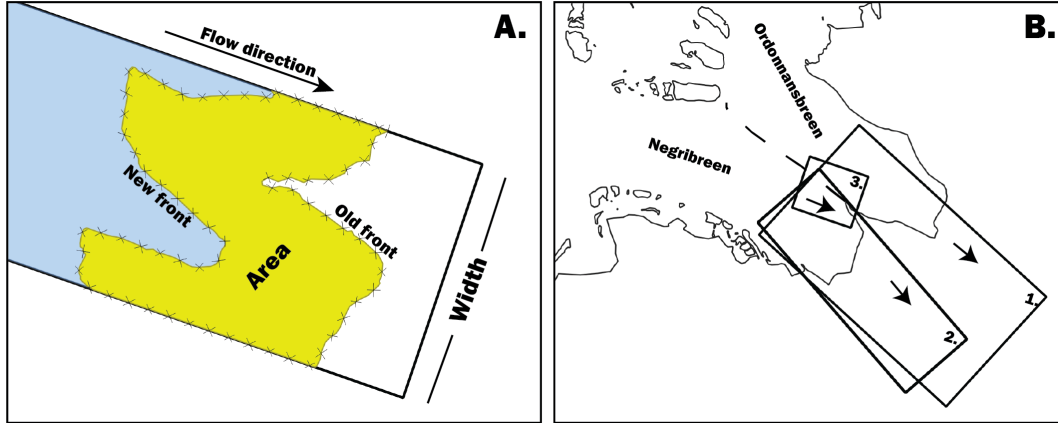 A.
Flow direction
New front
Old front
Area
Width
B.
Ordonnansbreen
Negribreen
3.
1.
2.